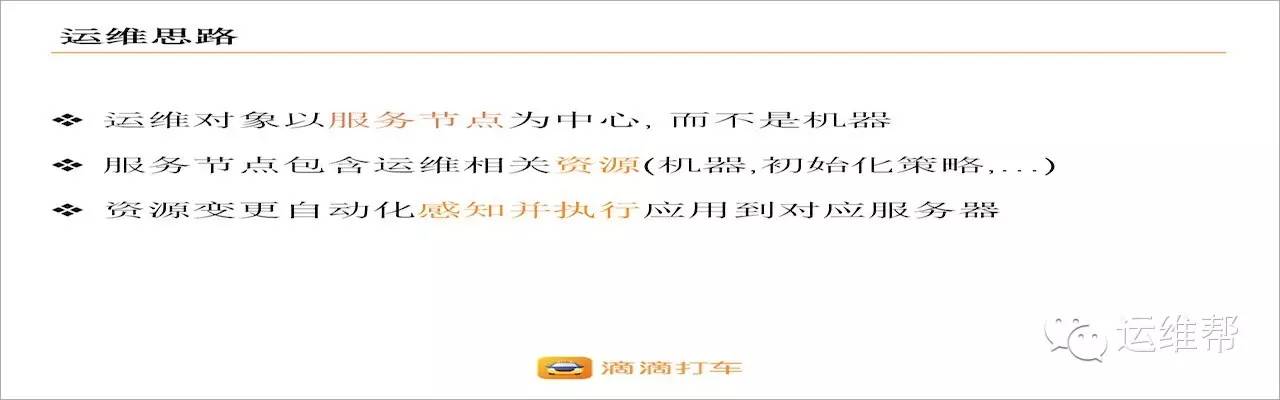 运维思路
❖ 运维对象以服务节点为中心, 而不是机器
❖ 服务节点包含运维相关资源(机器,初始化策略,...)
❖ 资源变更自动化感知并执行应用到对应服务器
运维帮
滴滴打车